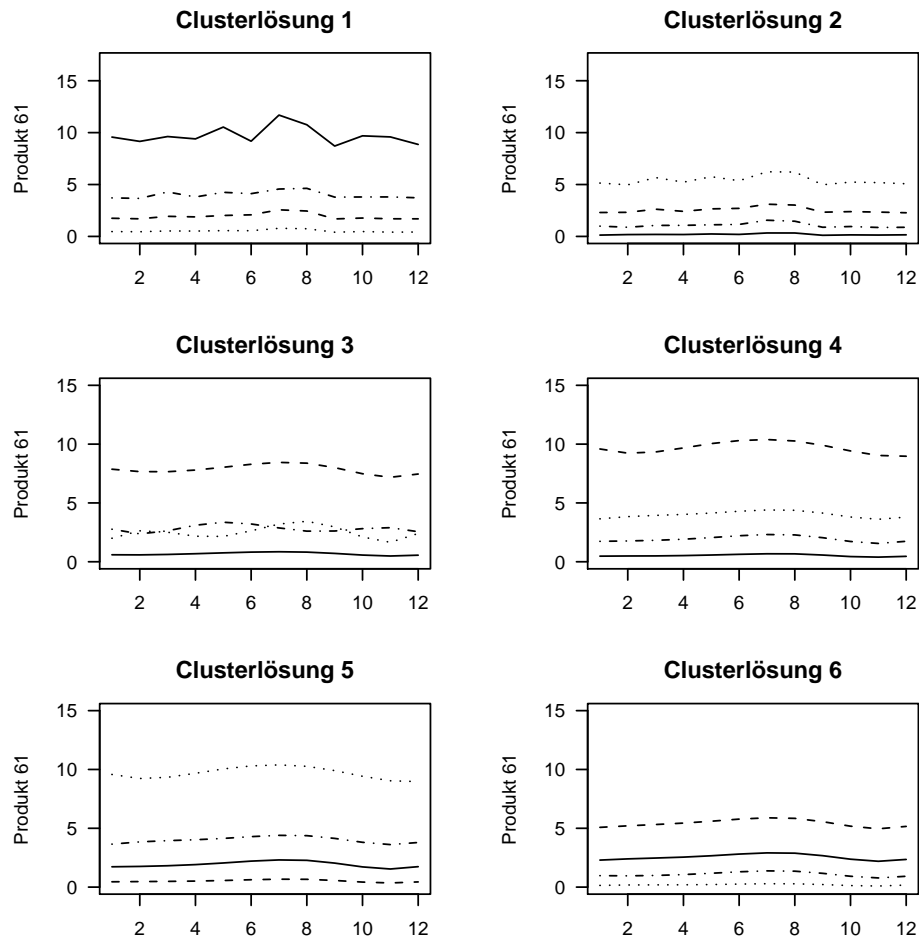 Clusterlösung 1
Produkt 61
15
10
5
0
2 4 6 8 10 12
Clusterlösung 2
Produkt 61
15
10
5
0
2 4 6 8 10 12
Clusterlösung 3
Produkt 61
15
10
5
0
2 4 6 8 10 12
Clusterlösung 4
Produkt 61
15
10
5
0
2 4 6 8 10 12
Clusterlösung 5
Produkt 61
15
10
5
0
2 4 6 8 10 12
Clusterlösung 6
Produkt 61
15
10
5
0
2 4 6 8 10 12